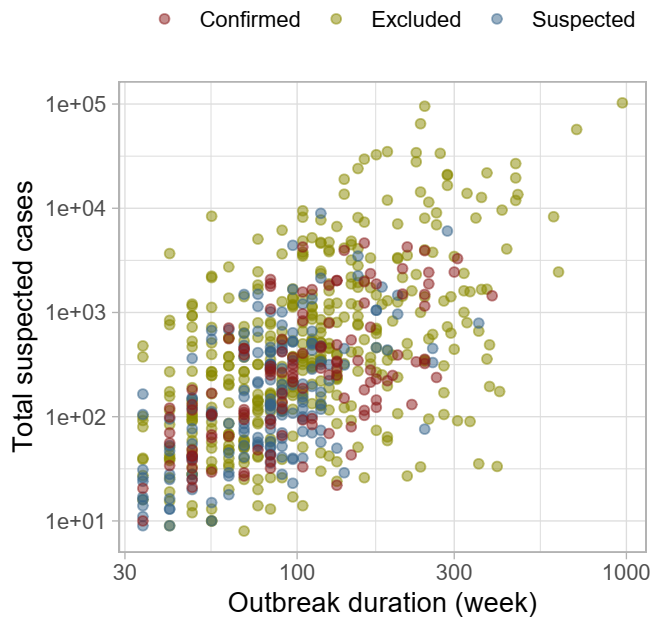 Confirmed Excluded Suspected
Total suspected cases
1e+05
1e+04
1e+03
1e+02
1e+01
30 100 300 1000
Outbreak duration (week)